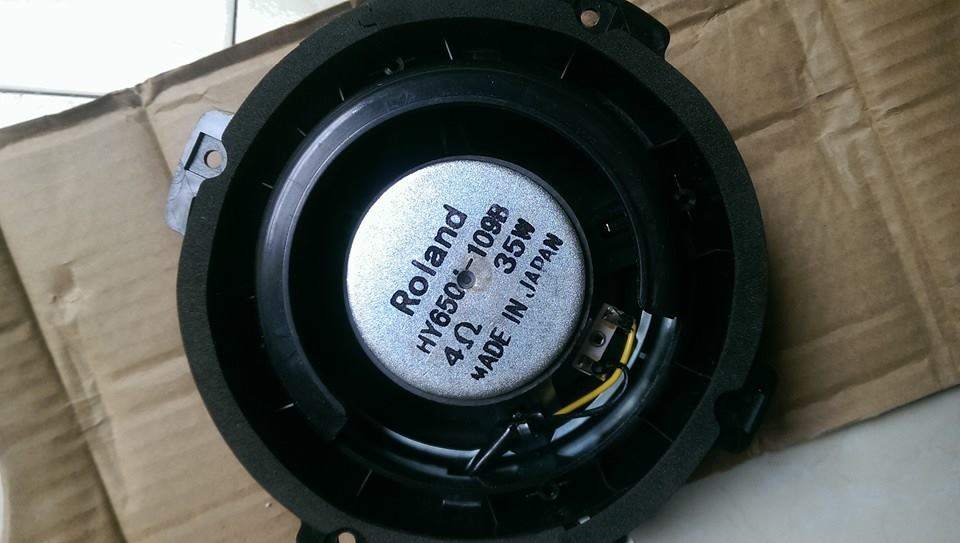 Roland
HY650-109B
4Ω 35W
MADE IN JAPAN